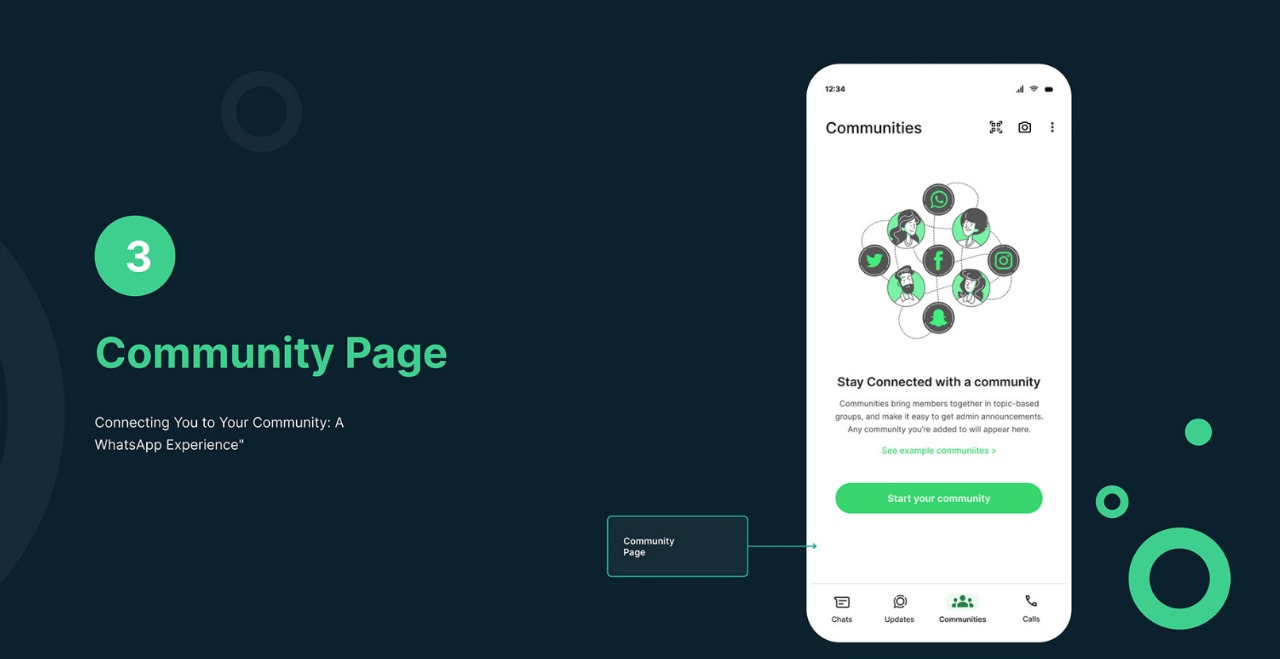 3
Community Page
Connecting You to Your Community: A
WhatsApp Experience"
Community
Page
12:34
Communities
Stay Connected with a community
Communities bring members together in topic-based
groups, and make it easy to get admin announcements.
Any community you're added to will appear here.
See example communiites >
Start your community
Chats
Updates
Communities
Calls